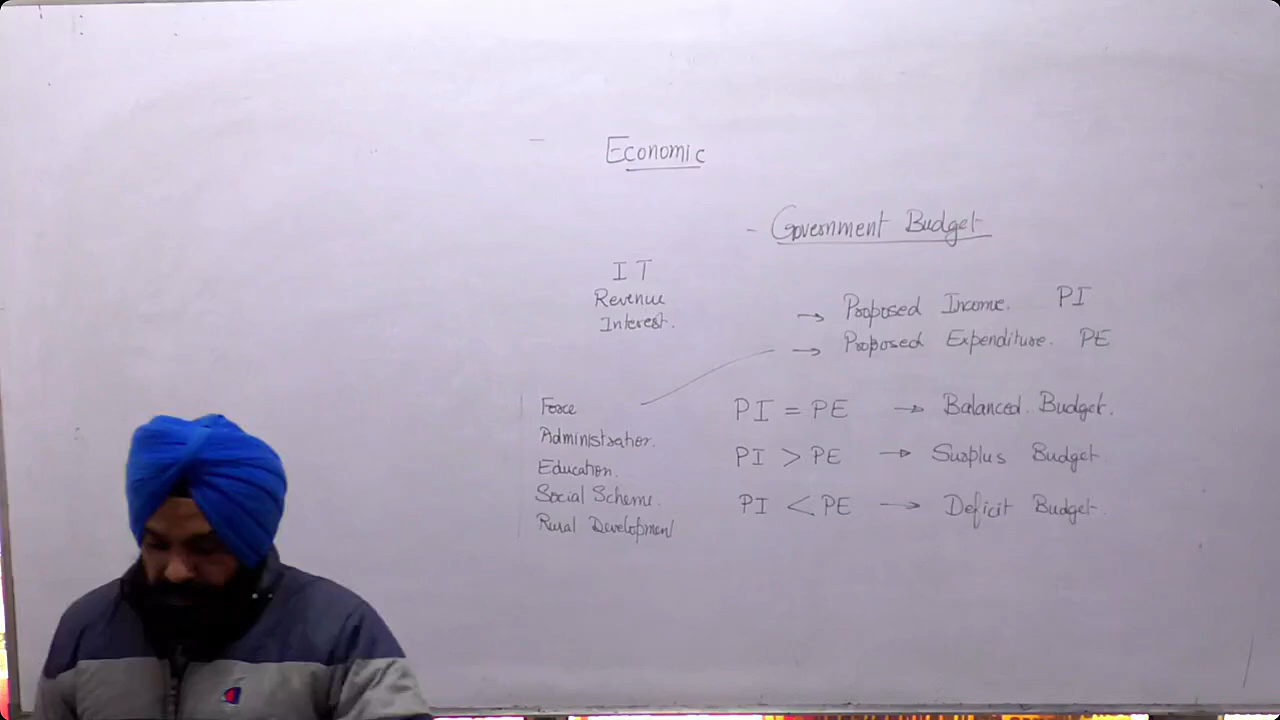 Economic
- Government Budget
I T
Revenue
Interest.
→ Proposed Income. PI
→ Proposed Expenditure. PE
Force
Administration.
Education.
Social Scheme.
Rural Development
PI = PE → Balanced Budget.
PI > PE → Surplus Budget.
PI < PE → Deficit Budget.